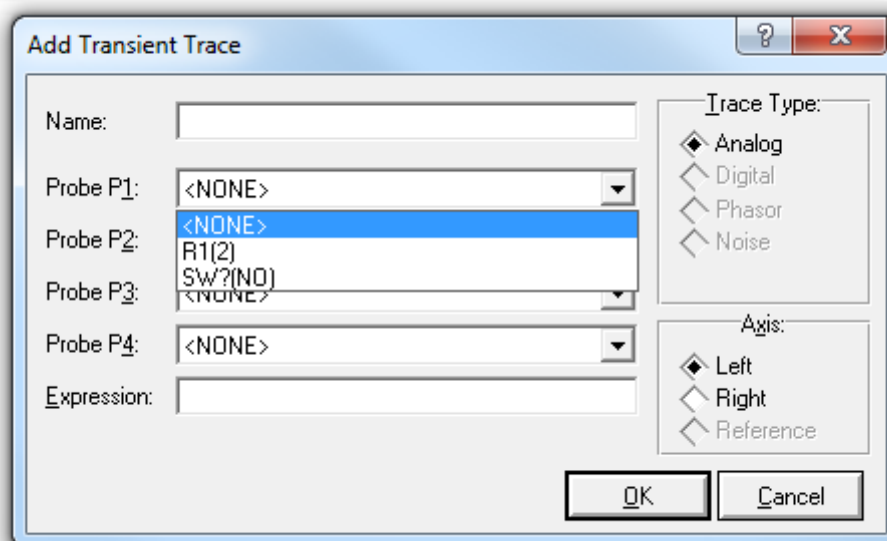 Add Transient Trace
?
Name:
Probe P1:
<NONE>
<NONE>
R1(2)
SW?(NO)
Probe P2:
Probe P3:
<NONE>
Probe P4:
<NONE>
Expression:
Trace Type:
Analog
Digital
Phasor
Noise
Axis:
Left
Right
Reference
OK
Cancel